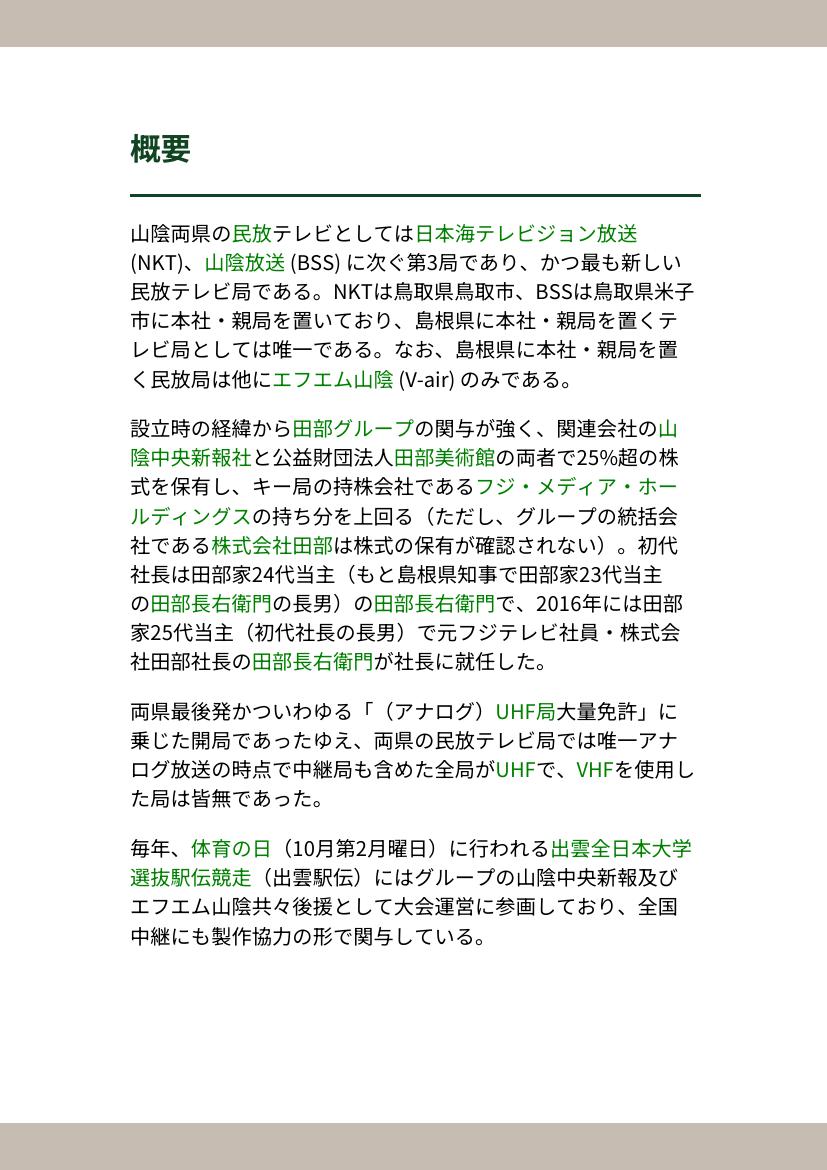 概要
山陰両県の民放テレビとしては日本海テレビジョン放送
(NKT)、山陰放送 (BSS) に次ぐ第3局であり、かつ最も新しい
民放テレビ局である。NKTは鳥取県鳥取市、BSSは鳥取県米子
市に本社・親局を置いており、島根県に本社・親局を置くテ
レビ局としては唯一である。なお、島根県に本社・親局を置
く民放局は他にエフエム山陰 (V-air) のみである。
設立時の経緯から田部グループの関与が強く、関連会社の山
陰中央新報社と公益財団法人田部美術館の両者で25%超の株
式を保有し、キー局の持株会社であるフジ・メディア・ホー
ルディングスの持ち分を上回る（ただし、グループの統括会
社である株式会社田部は株式の保有が確認されない）。初代
社長は田部家24代当主（もと島根県知事で田部家23代当主
の田部長右衛門の長男）の田部長右衛門で、2016年には田部
家25代当主（初代社長の長男）で元フジテレビ社員・株式会
社田部社長の田部長右衛門が社長に就任した。
両県最後発かついわゆる「（アナログ）UHF局大量免許」に
乗じた開局であったゆえ、両県の民放テレビ局では唯一アナ
ログ放送の時点で中継局も含めた全局がUHFで、VHFを使用し
た局は皆無であった。
毎年、体育の日（10月第2月曜日）に行われる出雲全日本大学
選抜駅伝競走（出雲駅伝）にはグループの山陰中央新報及び
エフエム山陰共々後援として大会運営に参画しており、全国
中継にも製作協力の形で関与している。